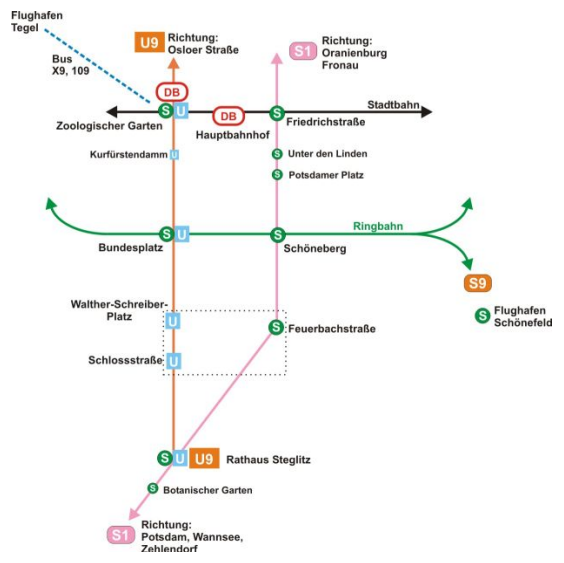 Flughafen
Tegel
Bus
X9, 109
U9
Richtung:
Osloer Straße
S1
Richtung:
Oranienburg
Fronau
DB
S U
Zoologischer Garten
DB
Hauptbahnhof
S
Friedrichstraße
Stadtbahn
Kurfürstendamm
U
S
Unter den Linden
S
Potsdamer Platz
Ringbahn
S U
Bundesplatz
S
Schöneberg
S9
S
Flughafen
Schönefeld
Walther-Schreiber-
Platz
U
S
Feuerbachstraße
Schlossstraße
U
S U U9 Rathaus Steglitz
S
Botanischer Garten
S1
Richtung:
Potsdam, Wannsee,
Zehlendorf